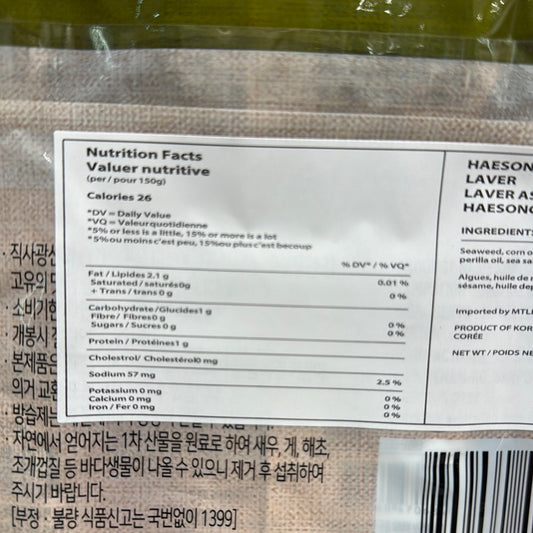 Nutrition Facts
Valuer nutritive
(per / pour 150g)
Calories 26
*DV = Daily Value
*VQ = Valeurquotidienne
*5% or less is a little, 15% or more is a lot
*5%ou moins c'est peu, 15%ou plus c'est becoup
% DV* / % VQ*
Fat / Lipides 2.1 g 0.01 %
Saturated / saturés0g
+ Trans / trans 0 g 0 %
Carbohydrate /Glucides1 g
Fibre/ Fibres0 g 0 %
Sugars / Sucres 0 g 0 %
Protein / Protéines1 g
Cholestrol/ Cholestérol0 mg
Sodium 57 mg 2.5 %
Potassium 0 mg 0 %
Calcium 0 mg 0 %
Iron / Fer 0 mg 0 %
HAESON
LAVER
LAVER AS
HAESONG
INGREDIENT
Seaweed, corn o
perilla oil, sea sa
Algues, huile de
sésame, huile de
Imported by MTL
PRODUCT OF KOR
CORÉE
NET WT / POIDS NE
· 직사광선
고유의
· 소비기한
· 개봉시
· 본제품은
의거 교환
· 방습제는
· 자연에서 얻어지는 1차 산물을 원료로 하여 새우, 게, 해초,
조개껍질 등 바다생물이 나올 수 있으니 제거 후 섭취하여
주시기 바랍니다.
[부정 · 불량 식품신고는 국번없이 1399]